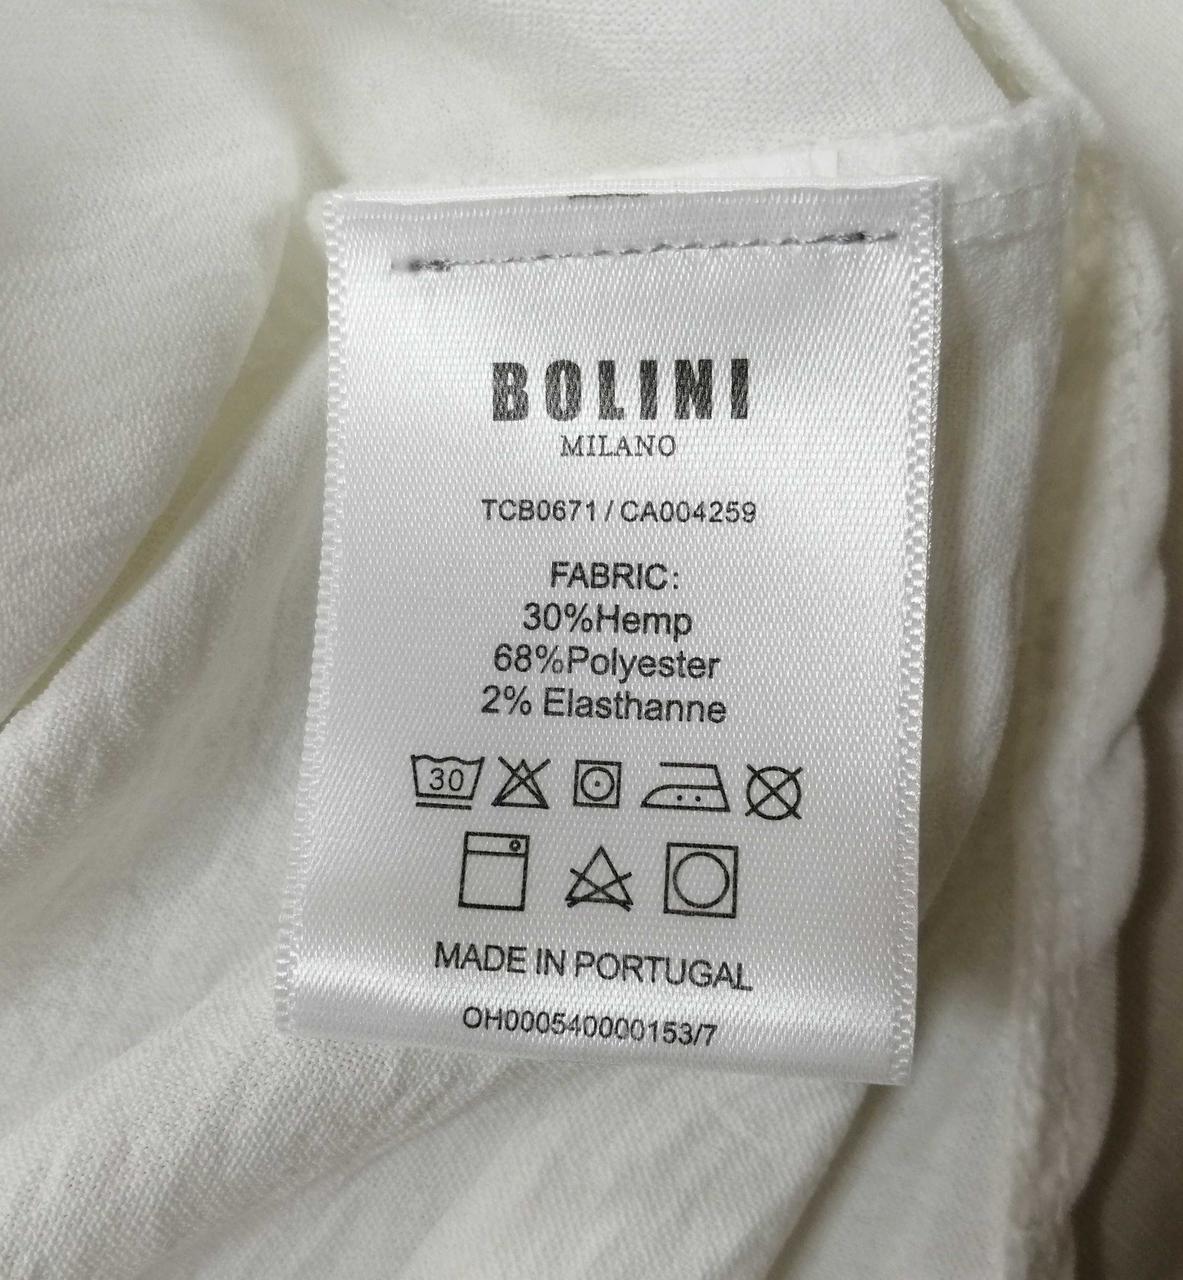 BOLINI
MILANO
TCB0671 / CA004259
FABRIC:
30%Hemp
68%Polyester
2% Elasthanne
30
MADE IN PORTUGAL
OH000540000153/7